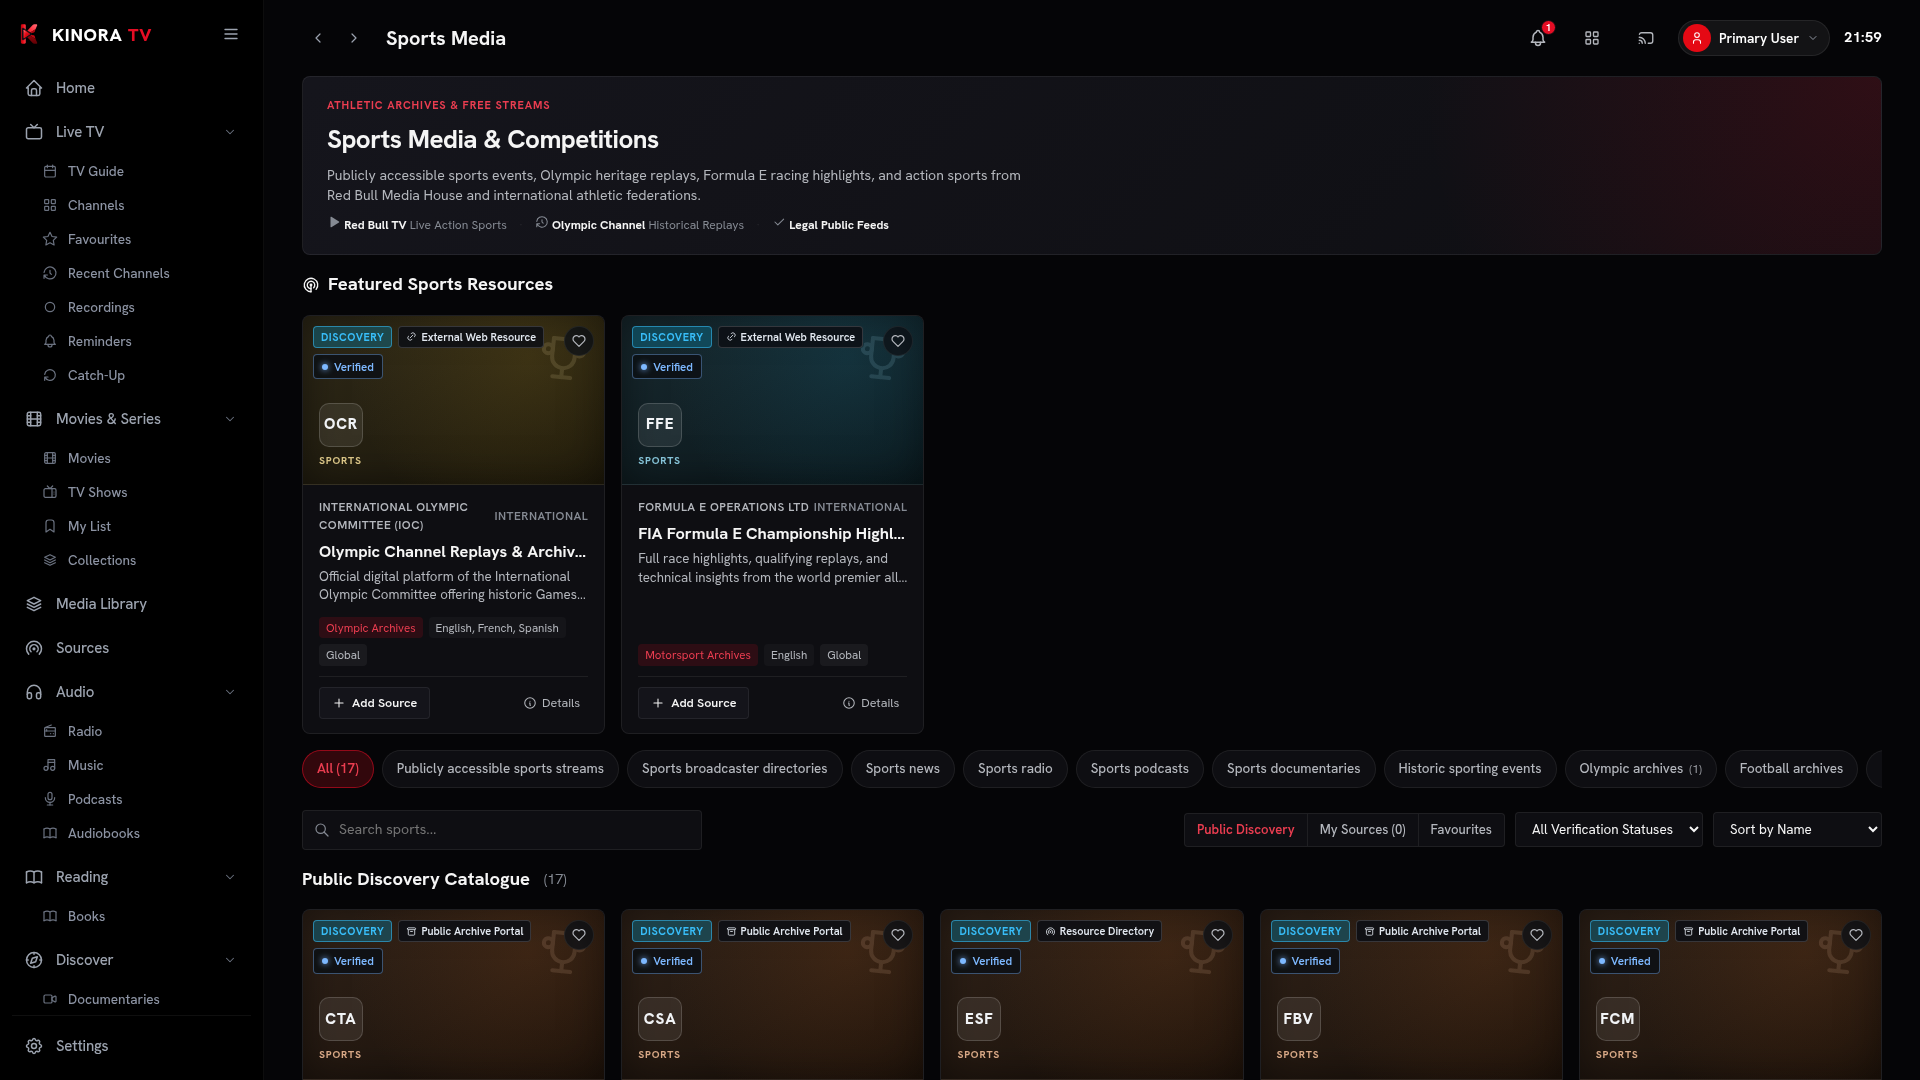 KINORA TV
Home
Live TV
TV Guide
Channels
Favourites
Recent Channels
Recordings
Reminders
Catch-Up
Movies & Series
Movies
TV Shows
My List
Collections
Media Library
Sources
Audio
Radio
Music
Podcasts
Audiobooks
Reading
Books
Discover
Documentaries
Settings
Sports Media
1
Primary User
21:59
ATHLETIC ARCHIVES & FREE STREAMS
Sports Media & Competitions
Publicly accessible sports events, Olympic heritage replays, Formula E racing highlights, and action sports from
Red Bull Media House and international athletic federations.
Red Bull TV Live Action Sports · Olympic Channel Historical Replays · Legal Public Feeds
Featured Sports Resources
DISCOVERY
External Web Resource
Verified
OCR
SPORTS
INTERNATIONAL OLYMPIC
COMMITTEE (IOC)
INTERNATIONAL
Olympic Channel Replays & Archiv...
Official digital platform of the International
Olympic Committee offering historic Games...
Olympic Archives
English, French, Spanish
Global
Add Source
Details
DISCOVERY
External Web Resource
Verified
FFE
SPORTS
FORMULA E OPERATIONS LTD
INTERNATIONAL
FIA Formula E Championship Highl...
Full race highlights, qualifying replays, and
technical insights from the world premier all...
Motorsport Archives
English
Global
Add Source
Details
All (17)
Publicly accessible sports streams
Sports broadcaster directories
Sports news
Sports radio
Sports podcasts
Sports documentaries
Historic sporting events
Olympic archives (1)
Football archives
Search sports...
Public Discovery
My Sources (0)
Favourites
All Verification Statuses
Sort by Name
Public Discovery Catalogue (17)
DISCOVERY
Public Archive Portal
Verified
CTA
SPORTS
DISCOVERY
Public Archive Portal
Verified
CSA
SPORTS
DISCOVERY
Resource Directory
Verified
ESF
SPORTS
DISCOVERY
Public Archive Portal
Verified
FBV
SPORTS
DISCOVERY
Public Archive Portal
Verified
FCM
SPORTS